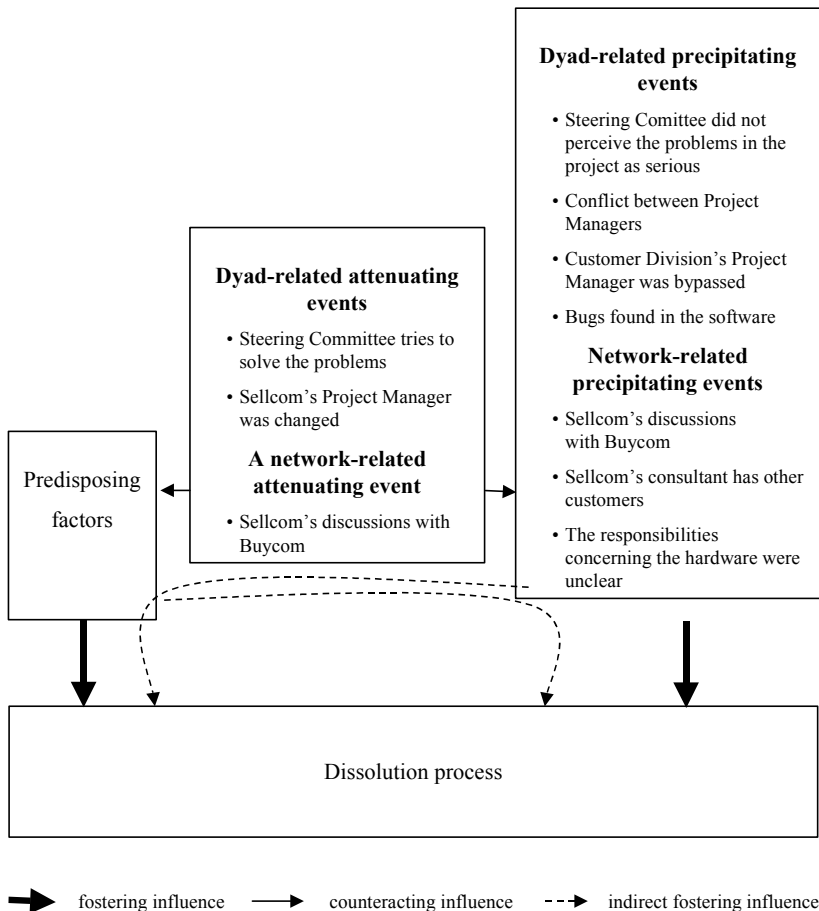 Dyad-related precipitating
events
• Steering Comittee did not
perceive the problems in the
project as serious
• Conflict between Project
Managers
• Customer Division’s Project
Manager was bypassed
• Bugs found in the software
Network-related
precipitating events
• Sellcom’s discussions
with Buycom
• Sellcom’s consultant has other
customers
• The responsibilities
concerning the hardware were
unclear
Dyad-related attenuating
events
• Steering Committee tries to
solve the problems
• Sellcom’s Project Manager
was changed
A network-related
attenuating event
• Sellcom’s discussions with
Buycom
Predisposing
factors
Dissolution process
fostering influence
counteracting influence
indirect fostering influence